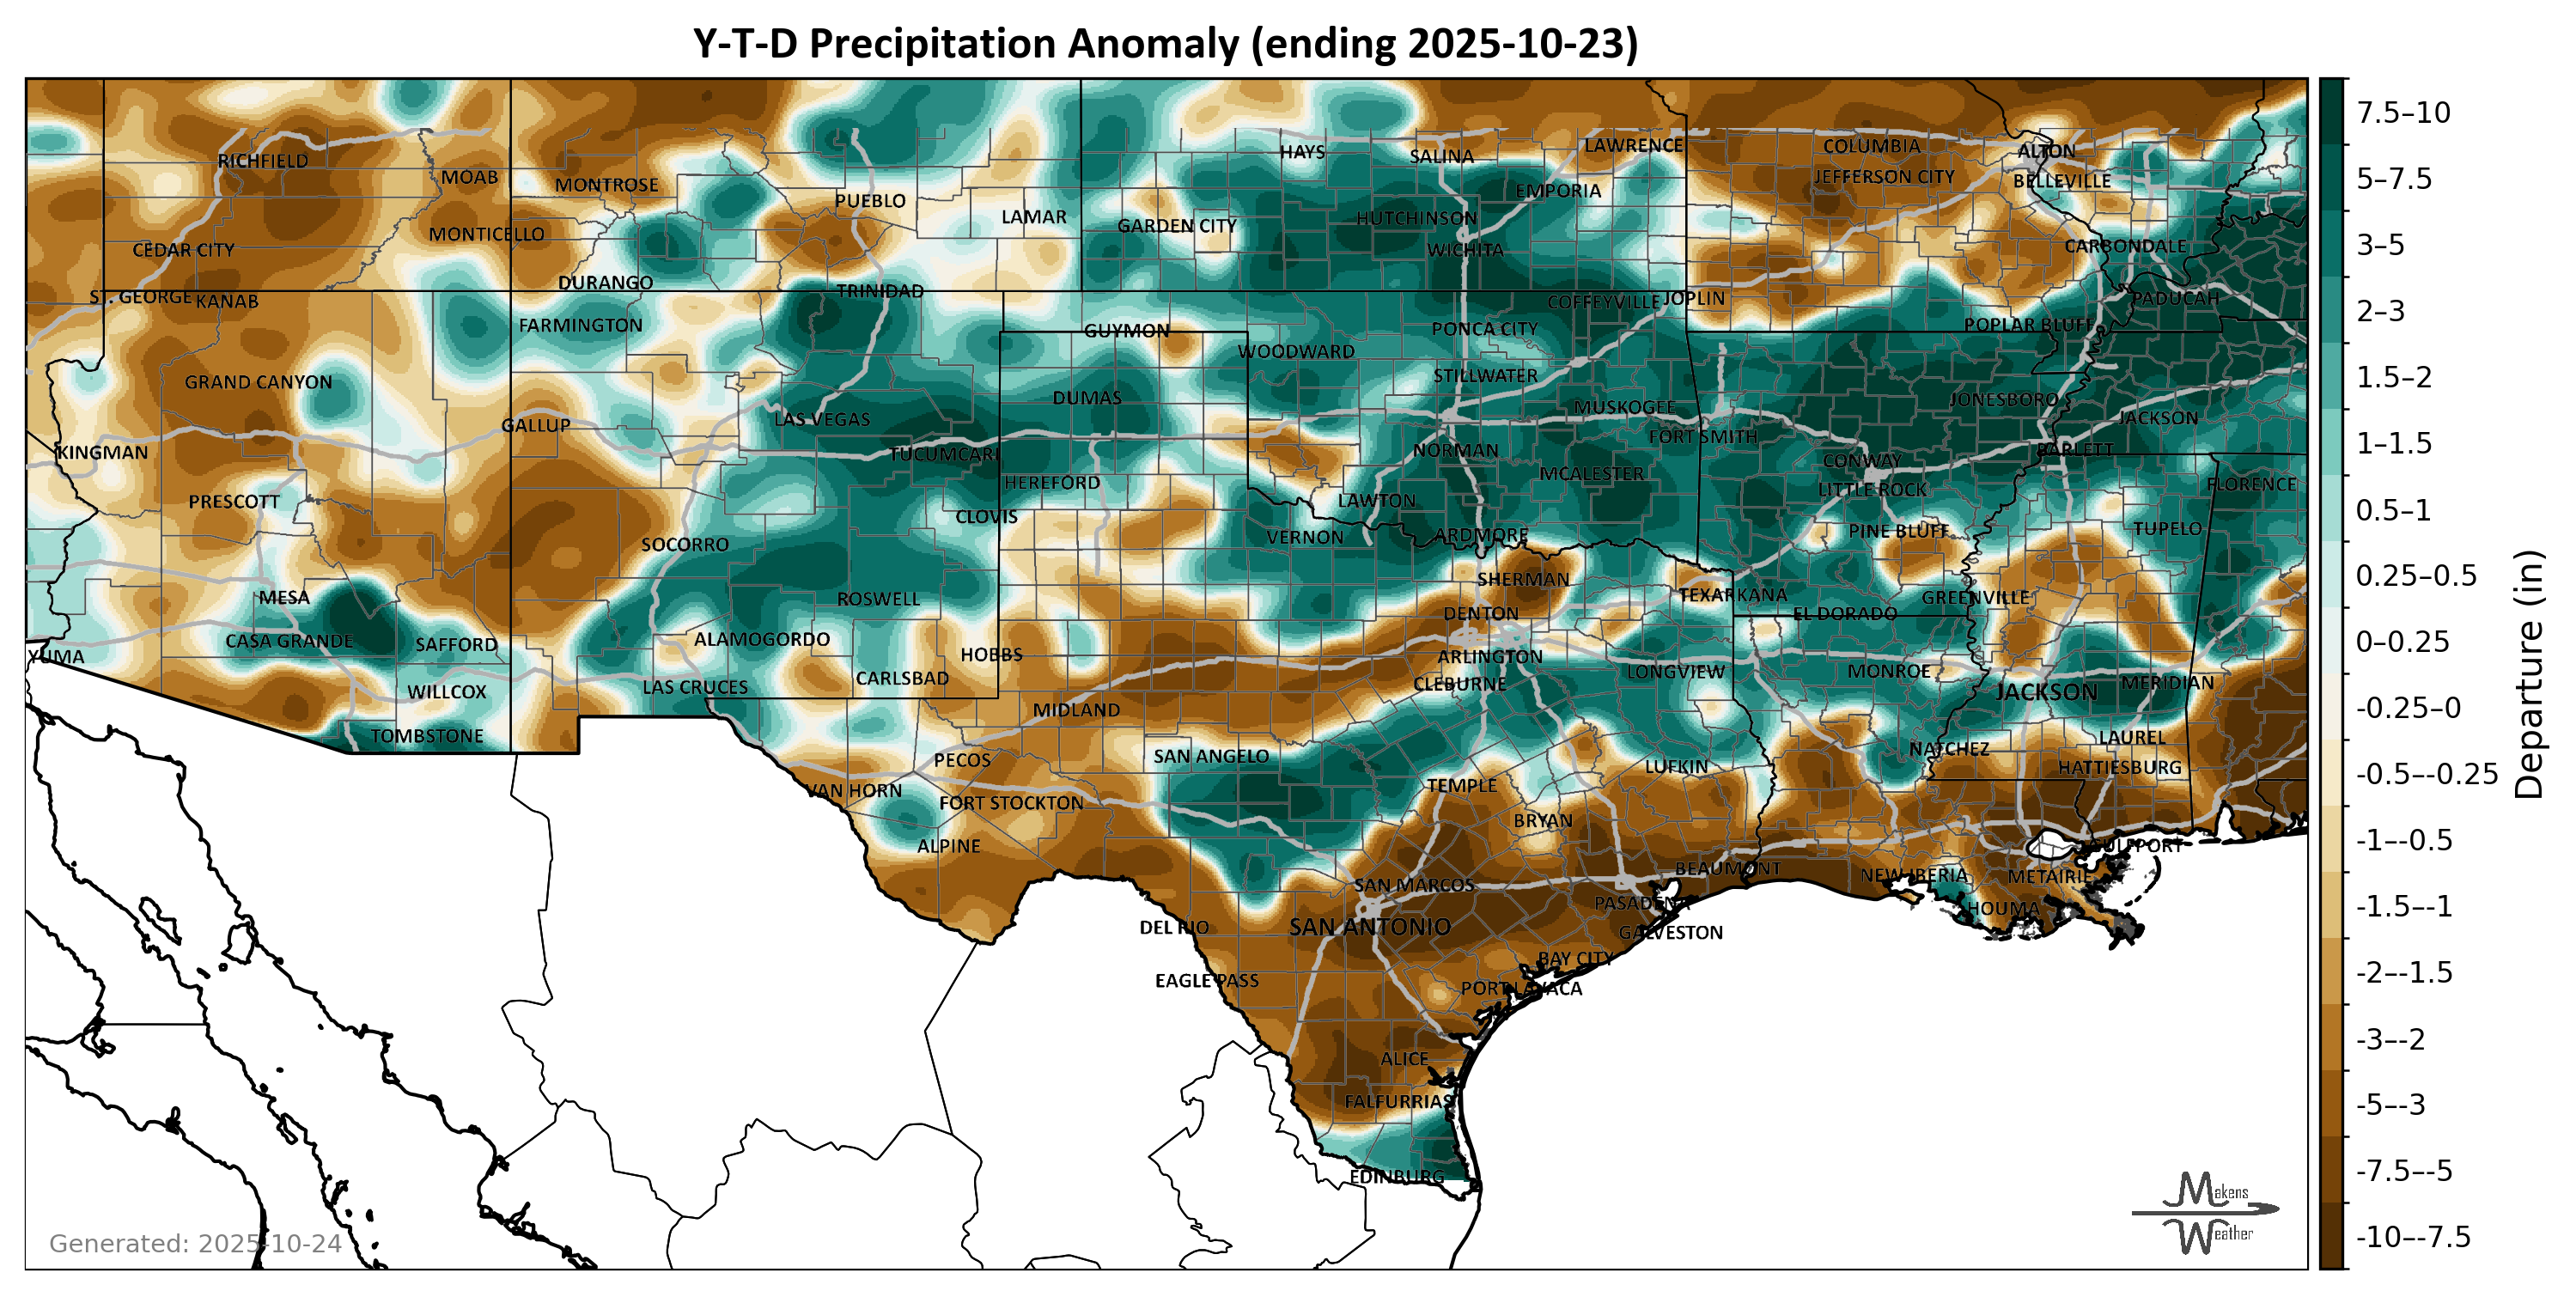 Y-T-D Precipitation Anomaly (ending 2025-10-23)
RICHFIELD
MOAB
MONTROSE
PUEBLO
LAMAR
HAYS
SALINA
LAWRENCE
EMPORIA
COLUMBIA
JEFFERSON CITY
ALTON
BELLEVILLE
CEDAR CITY
MONTICELLO
DURANGO
GARDEN CITY
HUTCHINSON
WICHITA
CARBONDALE
ST. GEORGE
KANAB
FARMINGTON
TRINIDAD
GUYMON
WOODWARD
PONCA CITY
COFFEYVILLE
JOPLIN
POPLAR BLUFF
PADUCAH
GRAND CANYON
GALLUP
LAS VEGAS
DUMAS
STILLWATER
MUSKOGEE
JONESBORO
JACKSON
KINGMAN
TUCUMCARI
HEREFORD
NORMAN
FORT SMITH
MCALESTER
CONWAY
LITTLE ROCK
BARLETT
FLORENCE
PRESCOTT
SOCORRO
CLOVIS
LAWTON
VERNON
ARDMORE
PINE BLUFF
TUPELO
MESA
CASA GRANDE
SAFFORD
ALAMOGORDO
ROSWELL
HOBBS
SHERMAN
DENTON
TEXARKANA
EL DORADO
GREENVILLE
YUMA
WILLCOX
LAS CRUCES
CARLSBAD
ARLINGTON
CLEBURNE
LONGVIEW
MONROE
JACKSON
MERIDIAN
TOMBSTONE
MIDLAND
PECOS
SAN ANGELO
LUFKIN
NATCHEZ
LAUREL
HATTIESBURG
VAN HORN
FORT STOCKTON
TEMPLE
BRYAN
ALPINE
SAN MARCOS
BEAUMONT
NEW IBERIA
METAIRIE
GULFPORT
DEL RIO
SAN ANTONIO
PASADENA
GALVESTON
HOUMA
EAGLE PASS
BAY CITY
PORT LAVACA
ALICE
FALFURRIAS
EDINBURG
Generated: 2025-10-24
Makens
Weather
7.5–10
5–7.5
3–5
2–3
1.5–2
1–1.5
0.5–1
0.25–0.5
0–0.25
-0.25–0
-0.5–-0.25
-1–-0.5
-1.5–-1
-2–-1.5
-3–-2
-5–-3
-7.5–-5
-10–-7.5
Departure (in)